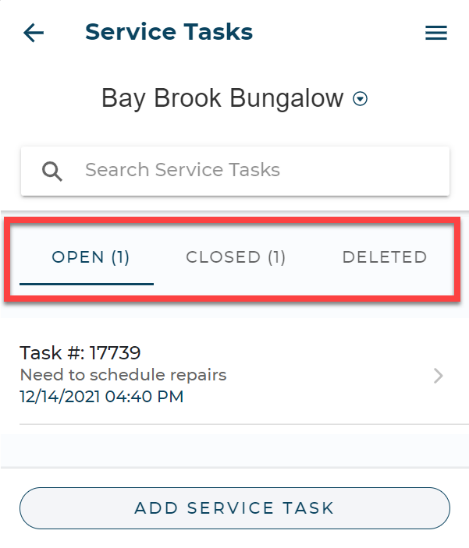 Service Tasks
Bay Brook Bungalow
Search Service Tasks
OPEN (1) CLOSED (1) DELETED
Task #: 17739
Need to schedule repairs
12/14/2021 04:40 PM
ADD SERVICE TASK